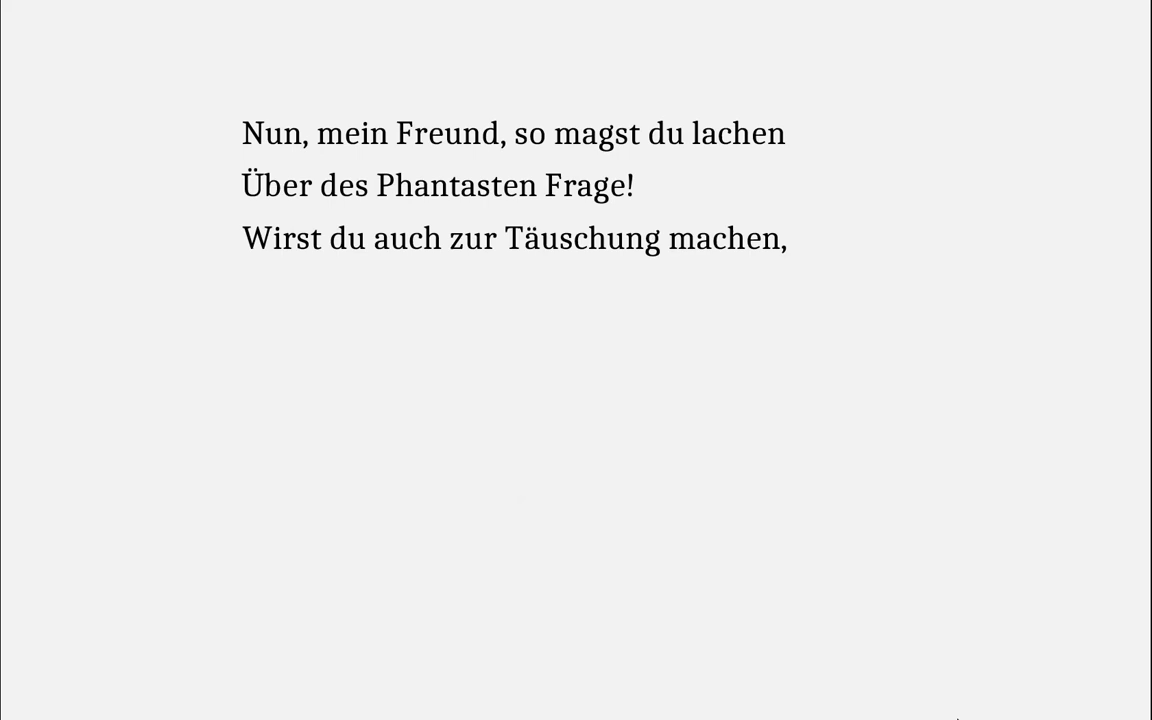 Nun, mein Freund, so magst du lachen
Über des Phantasten Frage!
Wirst du auch zur Täuschung machen,